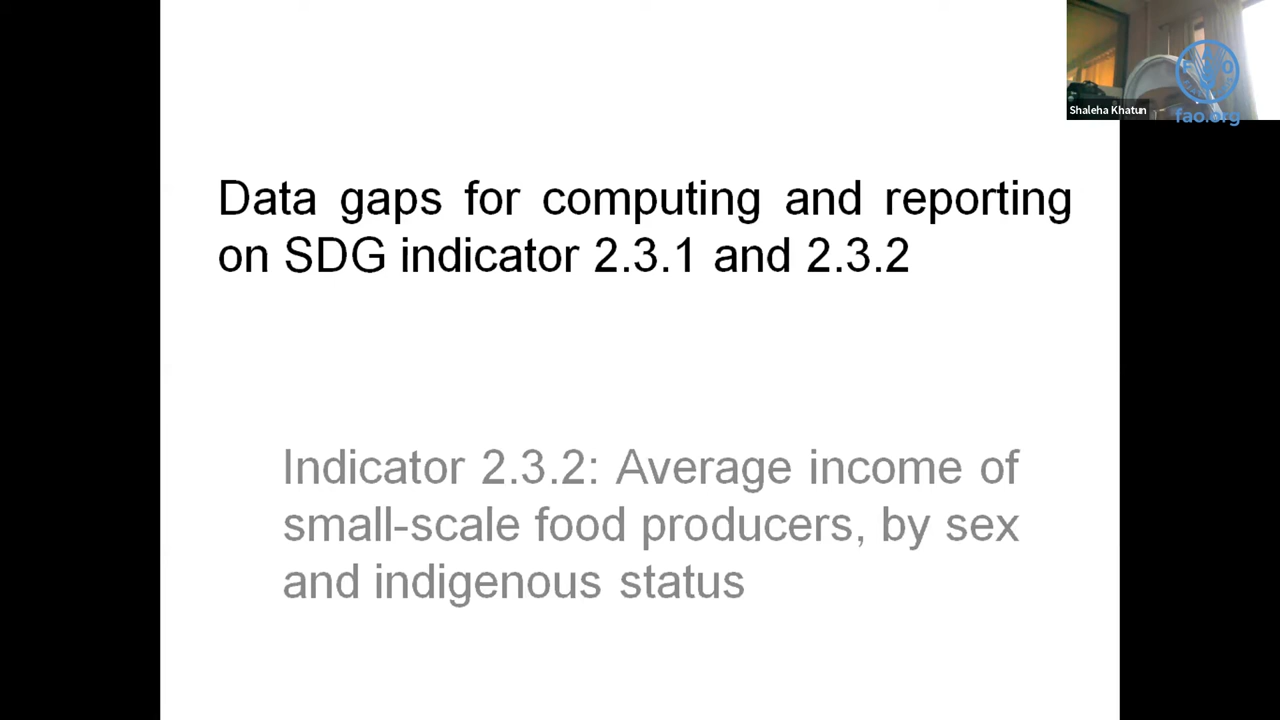 Shaleha Khatun
FAO
fao.org
Data gaps for computing and reporting
on SDG indicator 2.3.1 and 2.3.2
Indicator 2.3.2: Average income of
small-scale food producers, by sex
and indigenous status